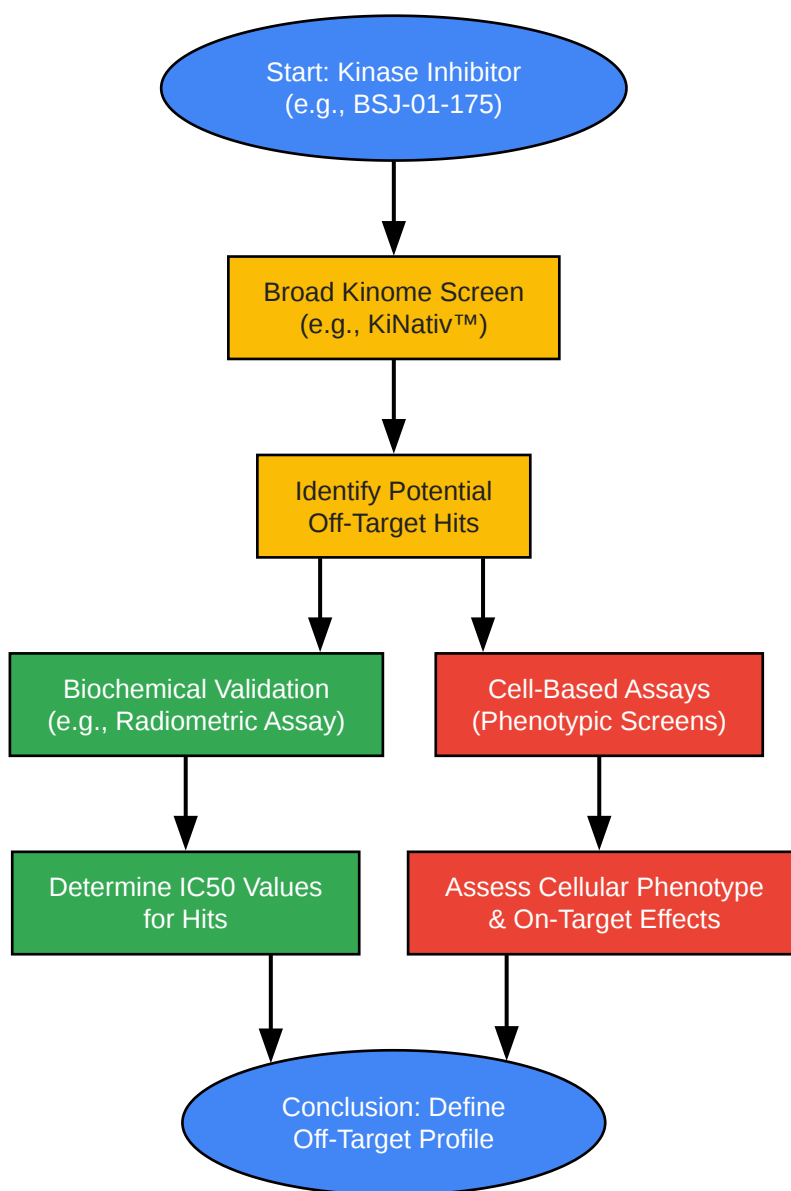 Start: Kinase Inhibitor
(e.g., BSJ-01-175)
Broad Kinome Screen
(e.g., KiNativ™)
Identify Potential
Off-Target Hits
Biochemical Validation
(e.g., Radiometric Assay)
Cell-Based Assays
(Phenotypic Screens)
Determine IC50 Values
for Hits
Assess Cellular Phenotype
& On-Target Effects
Conclusion: Define
Off-Target Profile